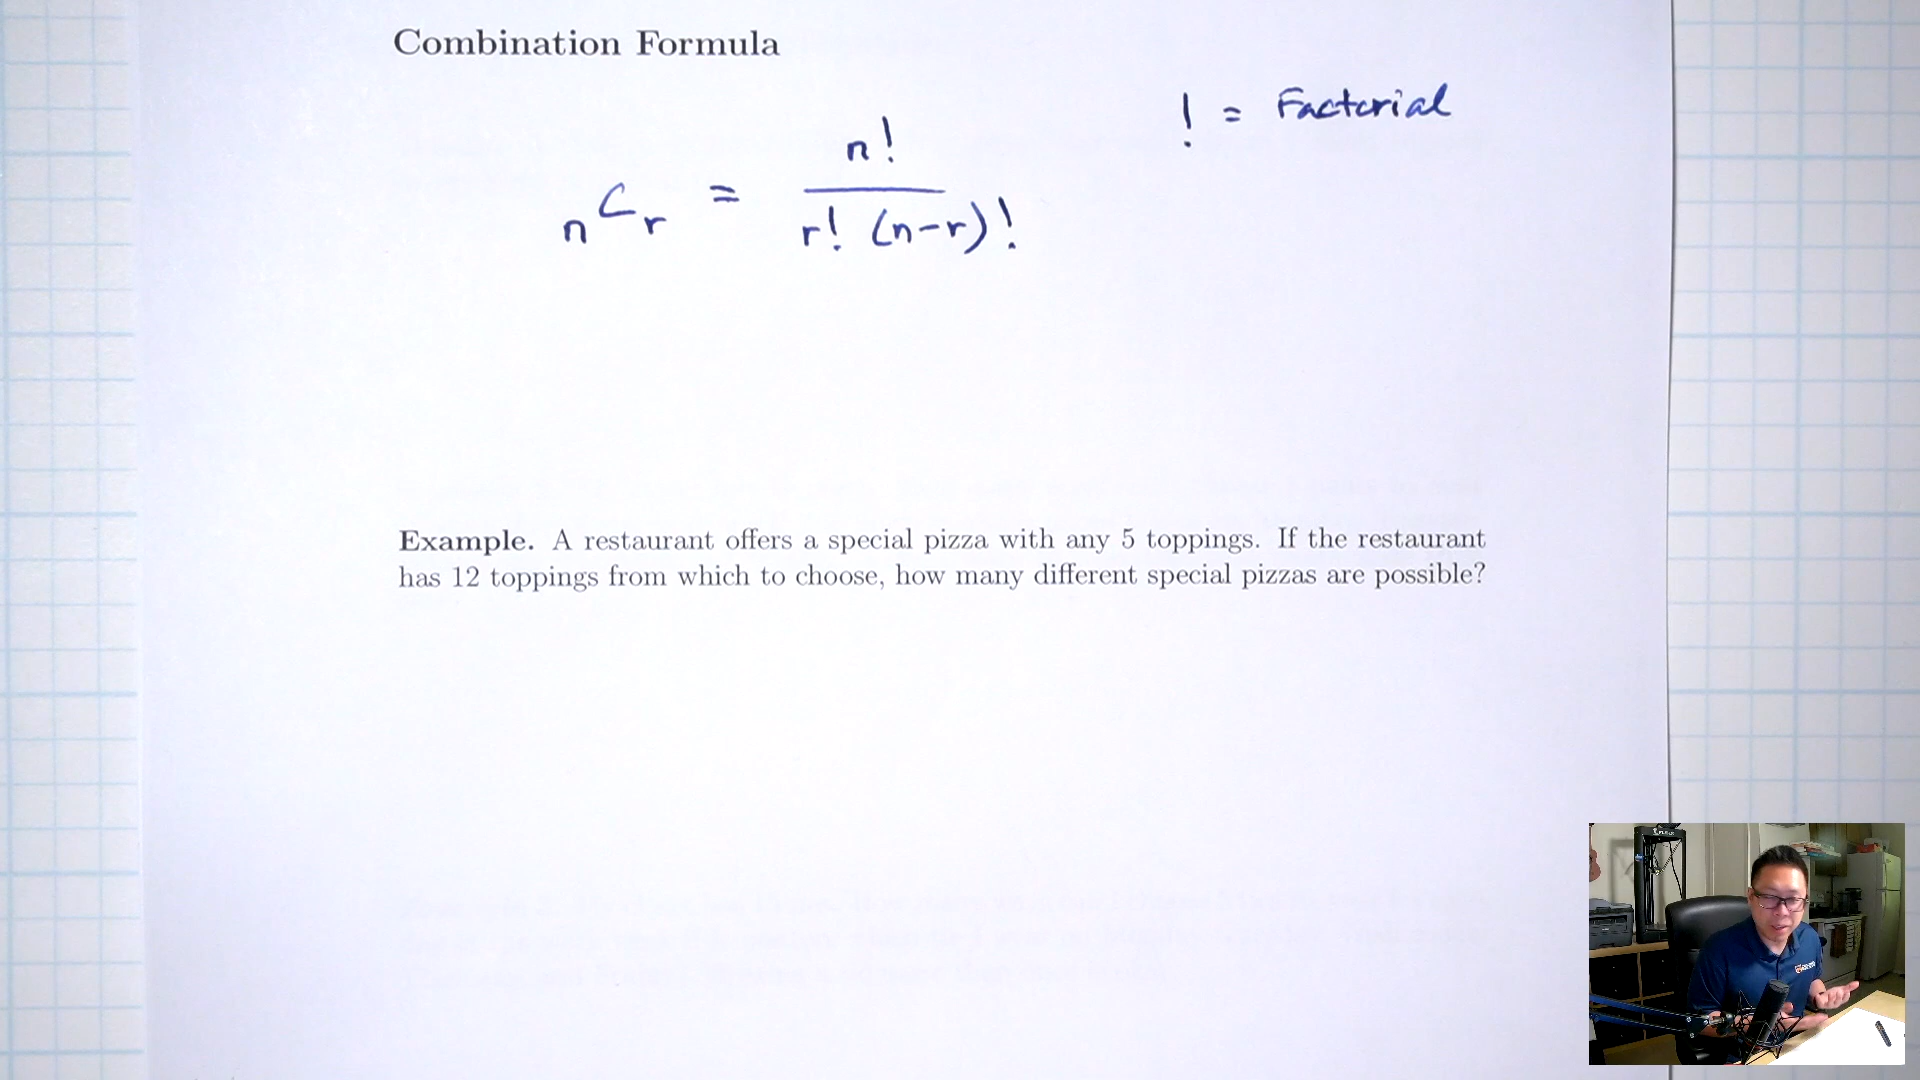 Combination Formula
! = Factorial
nCr = n! / r! (n-r)!
Example. A restaurant offers a special pizza with any 5 toppings. If the restaurant
has 12 toppings from which to choose, how many different special pizzas are possible?